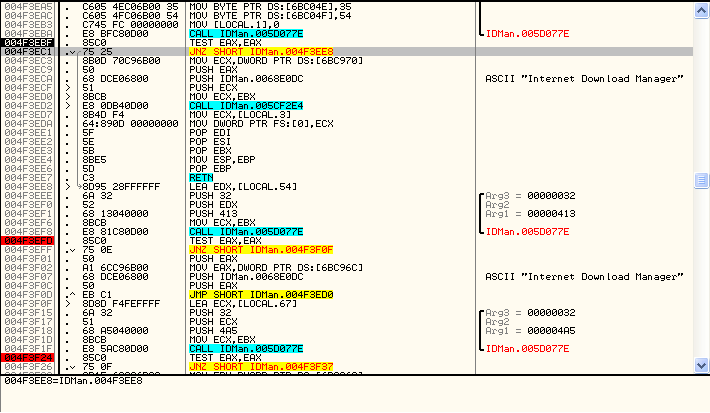 004F3EA5 . C605 4EC06B00 35 MOV BYTE PTR DS:[6BC04E],35
004F3EAC . C605 4FC06B00 54 MOV BYTE PTR DS:[6BC04F],54
004F3EB3 . C745 FC 00000000 MOV [LOCAL.1],0
004F3EBA . E8 BFC80D00 CALL IDMan.005D077E IDMan.005D077E
004F3EBF . 85C0 TEST EAX,EAX
004F3EC1 . 75 25 JNZ SHORT IDMan.004F3EE8
004F3EC3 . 8B0D 70C96B00 MOV ECX,DWORD PTR DS:[6BC970]
004F3EC9 . 50 PUSH EAX
004F3ECA . 68 DCE06800 PUSH IDMan.0068E0DC ASCII "Internet Download Manager"
004F3ECF > 51 PUSH ECX
004F3ED0 > 8BCB MOV ECX,EBX
004F3ED2 . E8 0DB40D00 CALL IDMan.005CF2E4
004F3ED7 . 8B4D F4 MOV ECX,[LOCAL.3]
004F3EDA . 64:890D 00000000 MOV DWORD PTR FS:[0],ECX
004F3EE1 . 5F POP EDI
004F3EE2 . 5E POP ESI
004F3EE3 . 5B POP EBX
004F3EE4 . 8BE5 MOV ESP,EBP
004F3EE6 . 5D POP EBP
004F3EE7 . C3 RETN
004F3EE8 > 8D95 28FFFFFF LEA EDX,[LOCAL.54]
004F3EEE . 6A 32 PUSH 32 Arg3 = 00000032
004F3EF0 . 52 PUSH EDX Arg2
004F3EF1 . 68 13040000 PUSH 413 Arg1 = 00000413
004F3EF6 . 8BCB MOV ECX,EBX
004F3EF8 . E8 81C80D00 CALL IDMan.005D077E IDMan.005D077E
004F3EFD . 85C0 TEST EAX,EAX
004F3EFF . 75 0E JNZ SHORT IDMan.004F3F0F
004F3F01 . 50 PUSH EAX
004F3F02 . A1 6CC96B00 MOV EAX,DWORD PTR DS:[6BC96C]
004F3F07 . 68 DCE06800 PUSH IDMan.0068E0DC ASCII "Internet Download Manager"
004F3F0C . 50 PUSH EAX
004F3F0D . EB C1 JMP SHORT IDMan.004F3ED0
004F3F0F > 8D8D F4FEFFFF LEA ECX,[LOCAL.67]
004F3F15 . 6A 32 PUSH 32 Arg3 = 00000032
004F3F17 . 51 PUSH ECX Arg2
004F3F18 . 68 A5040000 PUSH 4A5 Arg1 = 000004A5
004F3F1D . 8BCB MOV ECX,EBX
004F3F1F . E8 5AC80D00 CALL IDMan.005D077E IDMan.005D077E
004F3F24 . 85C0 TEST EAX,EAX
004F3F26 . 75 0F JNZ SHORT IDMan.004F3F37
004F3EE8=IDMan.004F3EE8